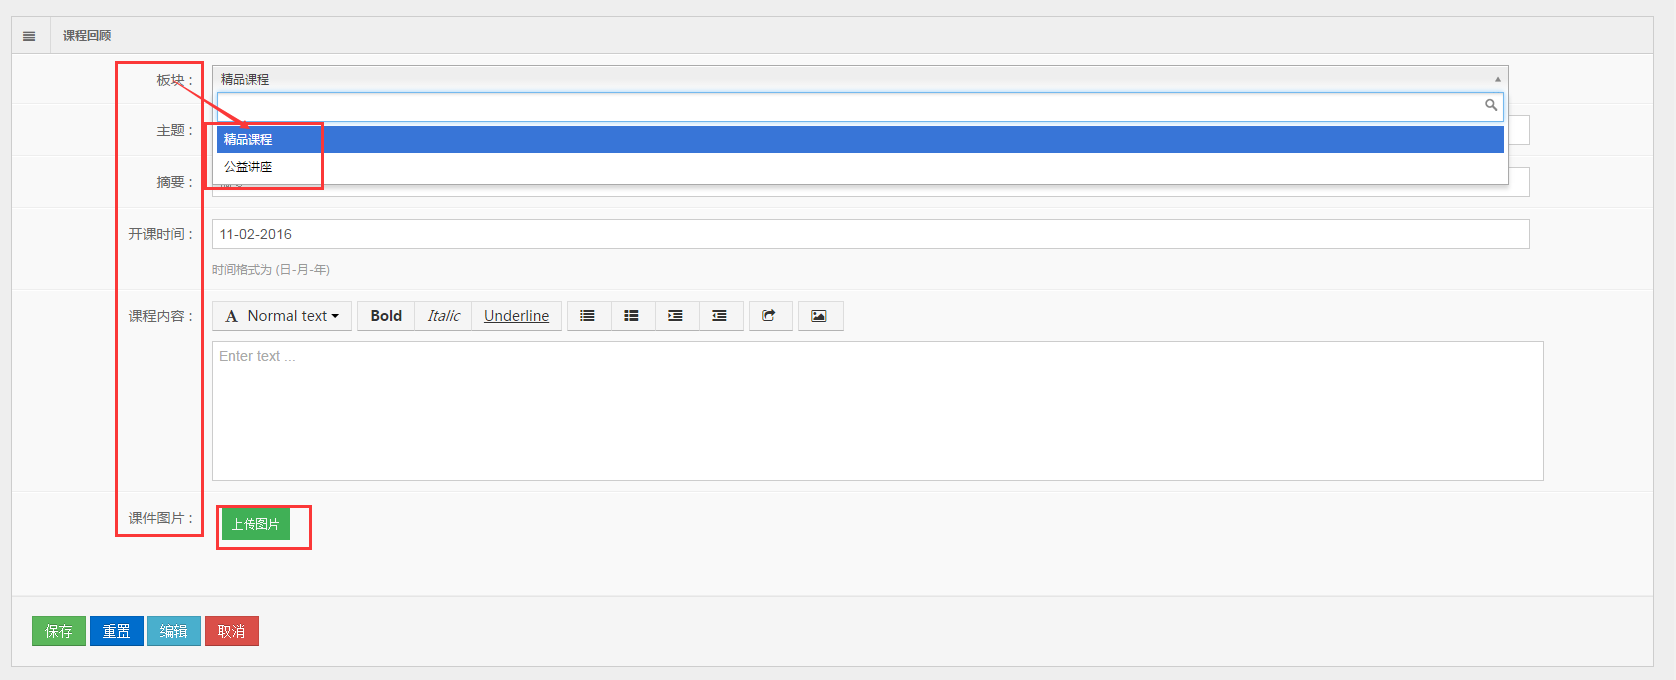 课程回顾
板块：
精品课程
精品课程
公益讲座
主题：
摘要：
开课时间：
11-02-2016
时间格式为 (日-月-年)
课程内容：
A Normal text
Bold
Italic
Underline
Enter text ...
课件图片：
上传图片
保存
重置
编辑
取消